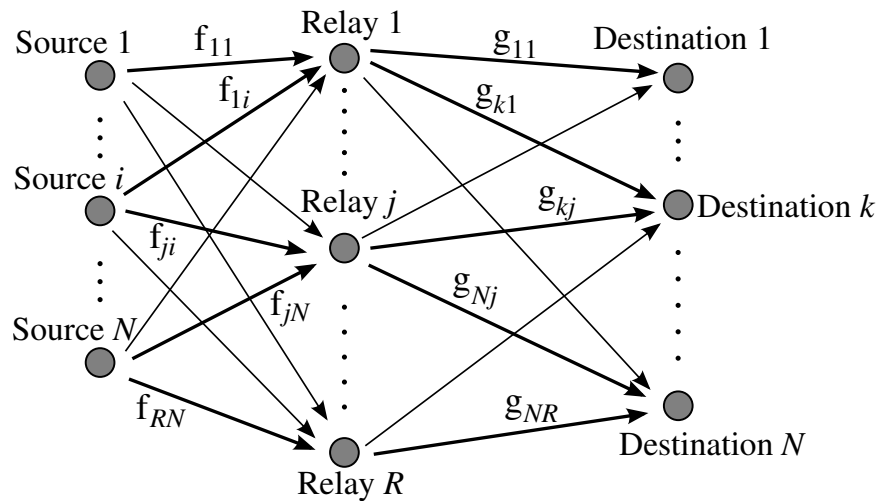 Source 1
f11
Relay 1
g11
Destination 1
f1i
gk1
Source i
Relay j
gkj
Destination k
fji
fjN
gNj
Source N
fRN
gNR
Destination N
Relay R